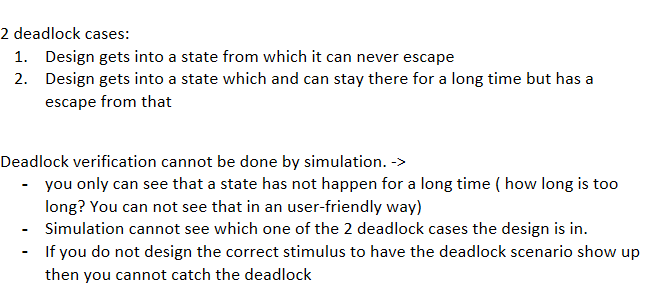 2 deadlock cases:
1. Design gets into a state from which it can never escape
2. Design gets into a state which and can stay there for a long time but has a
escape from that
Deadlock verification cannot be done by simulation. ->
- you only can see that a state has not happen for a long time ( how long is too
long? You can not see that in an user-friendly way)
- Simulation cannot see which one of the 2 deadlock cases the design is in.
- If you do not design the correct stimulus to have the deadlock scenario show up
then you cannot catch the deadlock